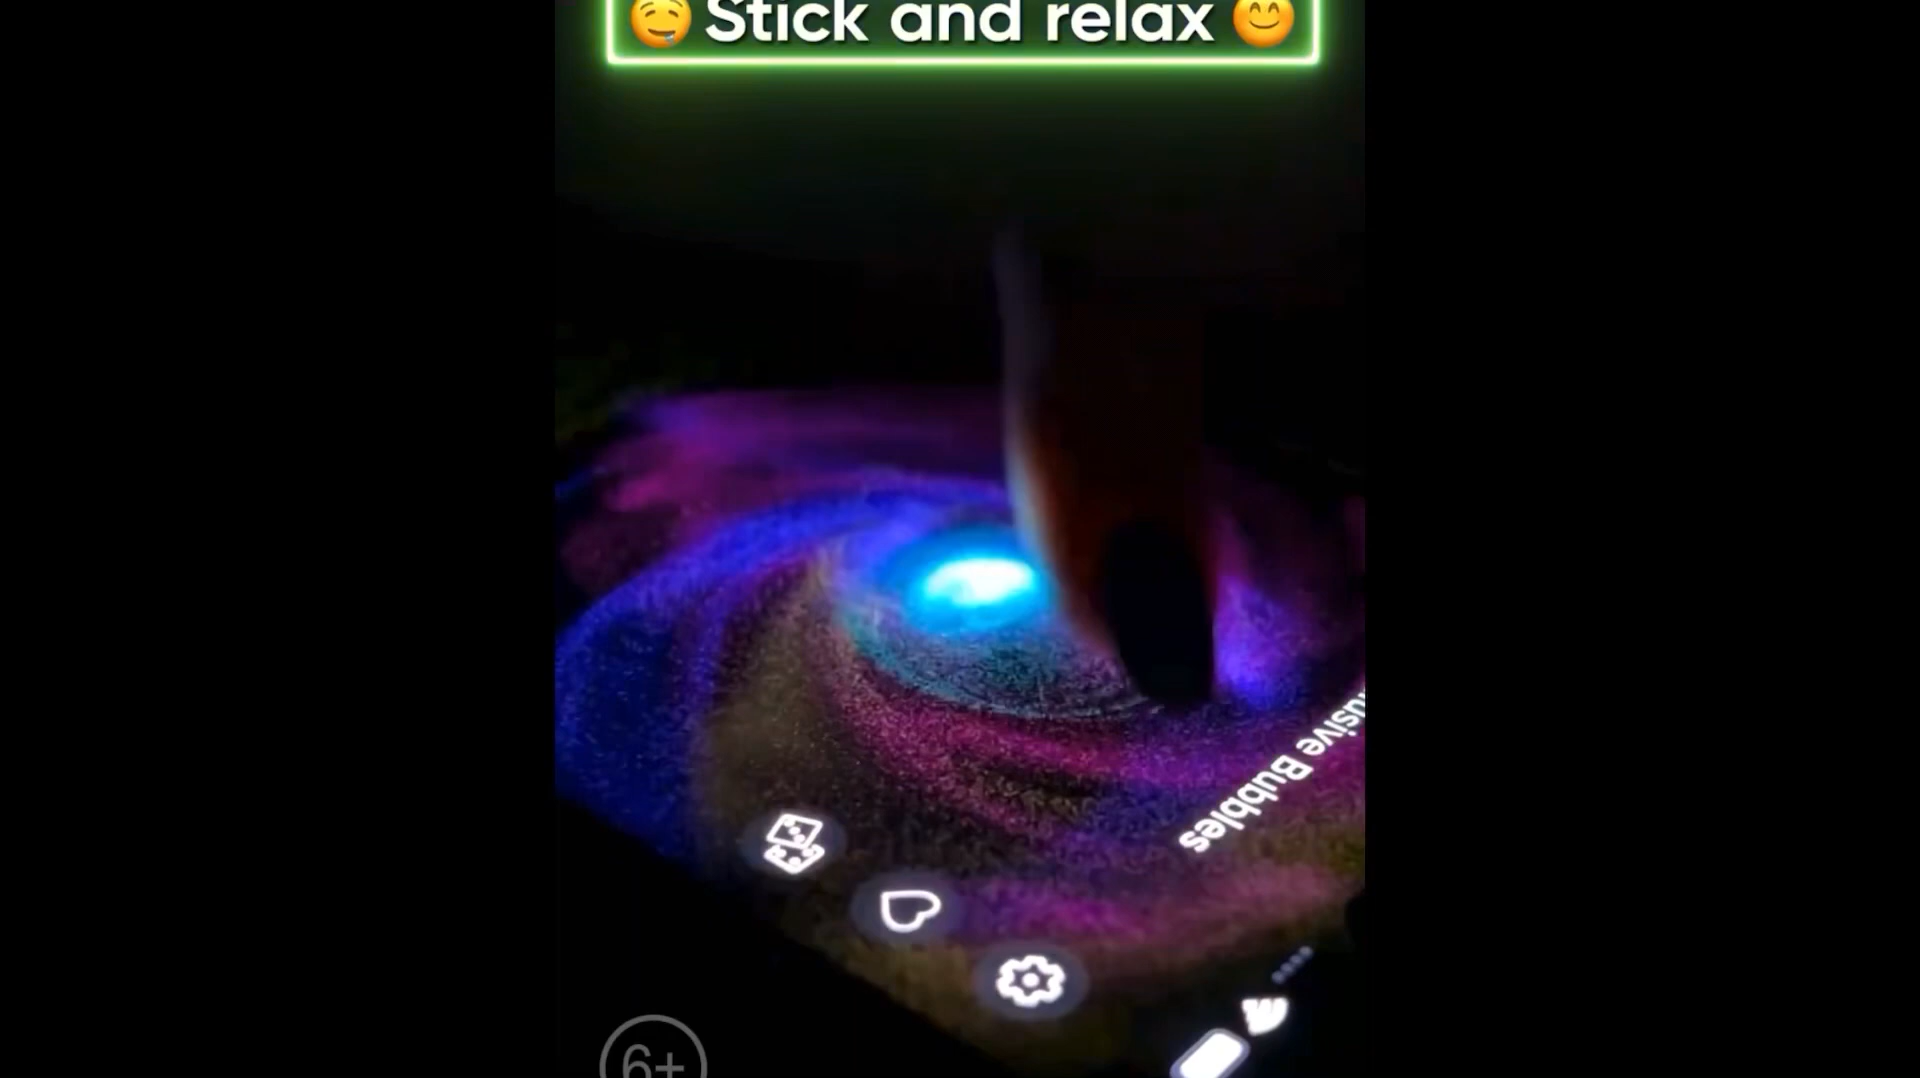 🤤 Stick and relax 😊
Bubbles
6+